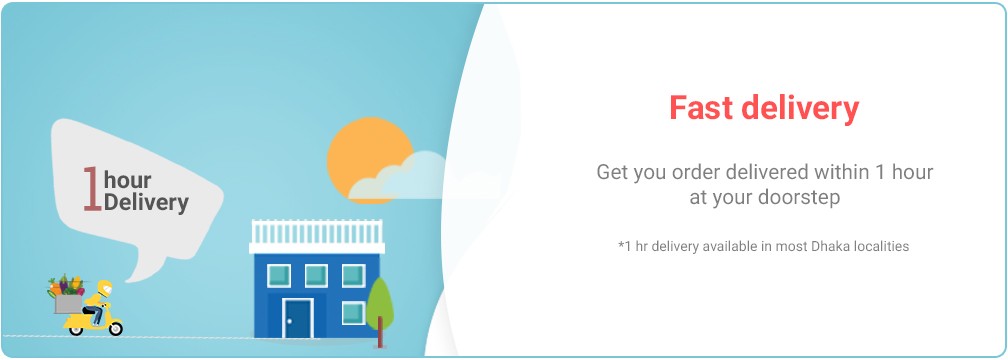 1 hour
Delivery
Fast delivery
Get you order delivered within 1 hour
at your doorstep
*1 hr delivery available in most Dhaka localities